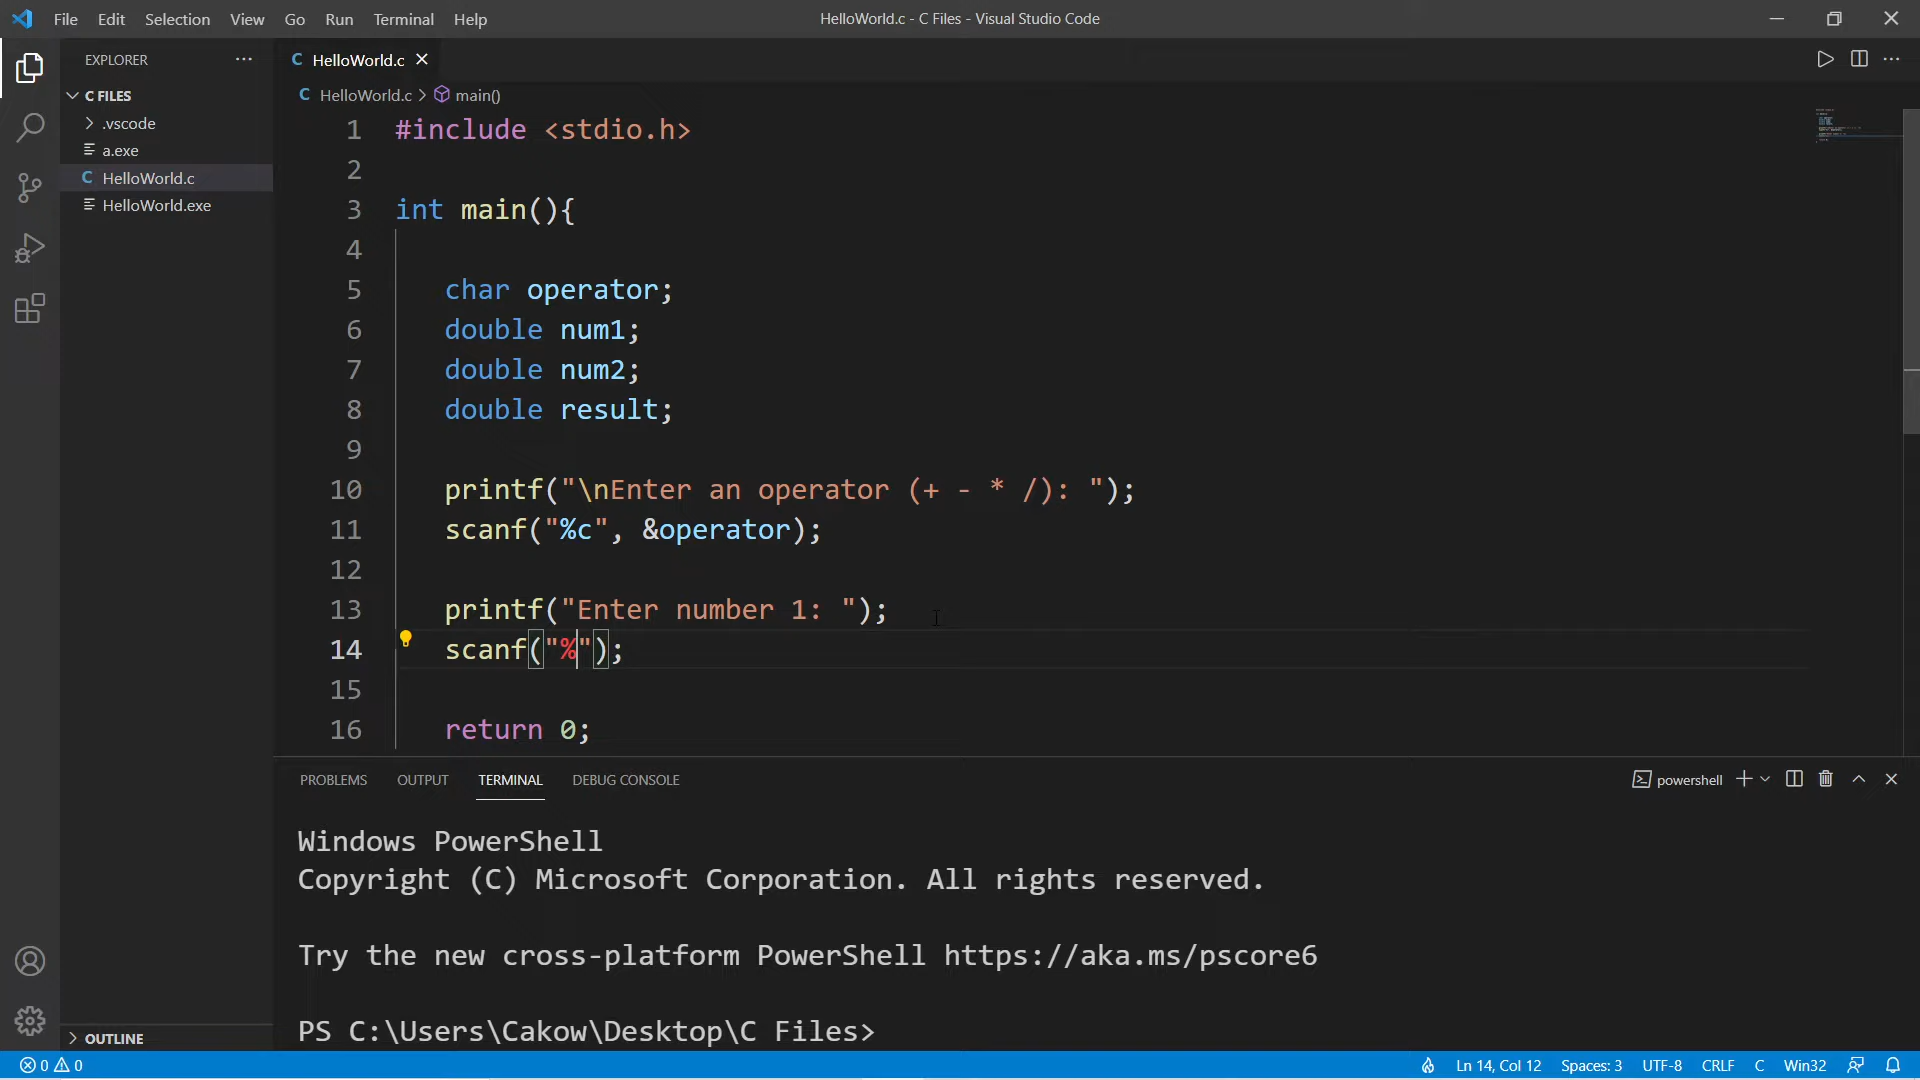 File Edit Selection View Go Run Terminal Help
HelloWorld.c - C Files - Visual Studio Code
EXPLORER ...
C FILES
.vscode
a.exe
C HelloWorld.c
HelloWorld.exe
OUTLINE
C HelloWorld.c
C HelloWorld.c > main()
1 #include <stdio.h>
2
3 int main(){
4
5 char operator;
6 double num1;
7 double num2;
8 double result;
9
10 printf("\nEnter an operator (+ - * /): ");
11 scanf("%c", &operator);
12
13 printf("Enter number 1: ");
14 scanf("%");
15
16 return 0;
PROBLEMS OUTPUT TERMINAL DEBUG CONSOLE
powershell
Windows PowerShell
Copyright (C) Microsoft Corporation. All rights reserved.
Try the new cross-platform PowerShell https://aka.ms/pscore6
PS C:\Users\Cakow\Desktop\C Files>
0 0 Ln 14, Col 12 Spaces: 3 UTF-8 CRLF C Win32